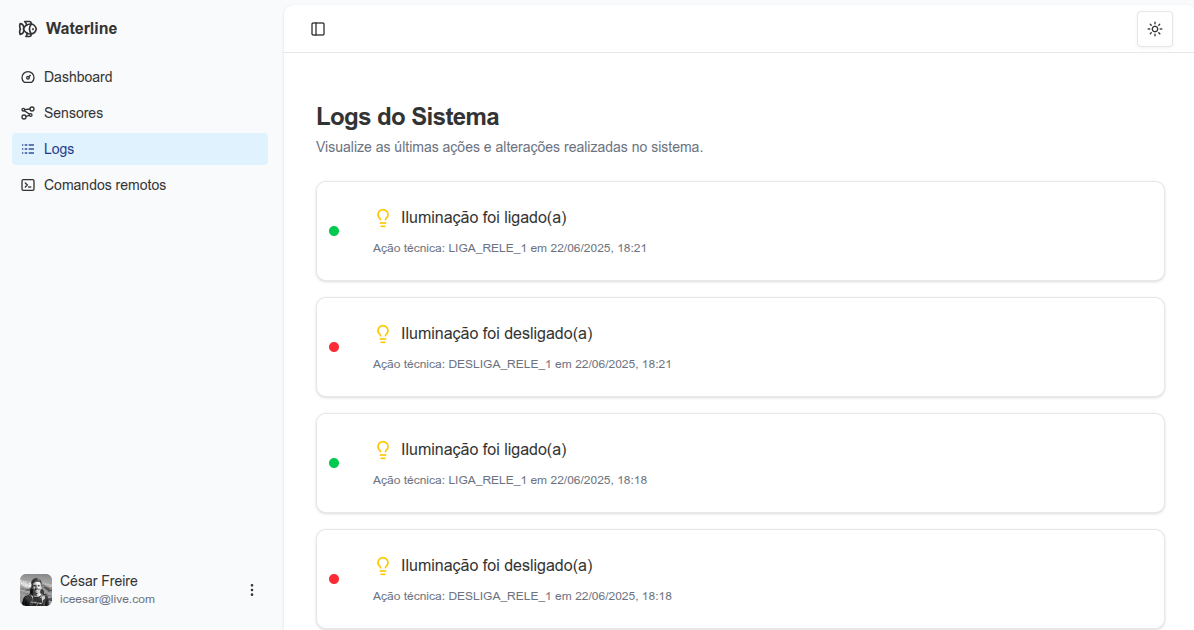 Waterline
Dashboard
Sensores
Logs
Comandos remotos
César Freire
iceesar@live.com
Logs do Sistema
Visualize as últimas ações e alterações realizadas no sistema.
Iluminação foi ligado(a)
Ação técnica: LIGA_RELE_1 em 22/06/2025, 18:21
Iluminação foi desligado(a)
Ação técnica: DESLIGA_RELE_1 em 22/06/2025, 18:21
Iluminação foi ligado(a)
Ação técnica: LIGA_RELE_1 em 22/06/2025, 18:18
Iluminação foi desligado(a)
Ação técnica: DESLIGA_RELE_1 em 22/06/2025, 18:18